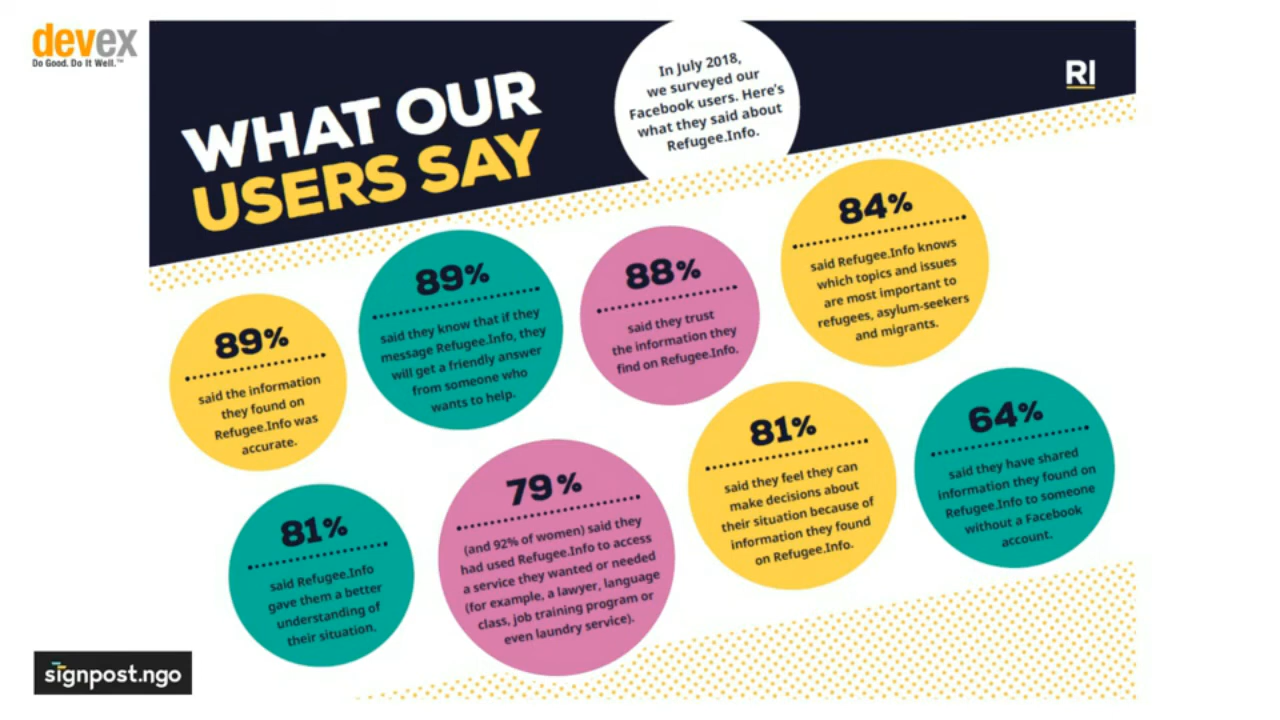 devex
Do Good. Do It Well.™
WHAT OUR
USERS SAY
In July 2018,
we surveyed our
Facebook users. Here's
what they said about
Refugee.Info.
RI
89%
said the information
they found on
Refugee.Info was
accurate.
89%
said they know that if they
message Refugee.Info, they
will get a friendly answer
from someone who
wants to help.
88%
said they trust
the information they
find on Refugee.Info.
84%
said Refugee.Info knows
which topics and issues
are most important to
refugees, asylum-seekers
and migrants.
81%
said Refugee.Info
gave them a better
understanding of
their situation.
79%
(and 92% of women) said they
had used Refugee.Info to access
a service they wanted or needed
(for example, a lawyer, language
class, job training program or
even laundry service).
81%
said they feel they can
make decisions about
their situation because of
information they found
on Refugee.Info.
64%
said they have shared
information they found on
Refugee.Info to someone
without a Facebook
account.
signpost.ngo